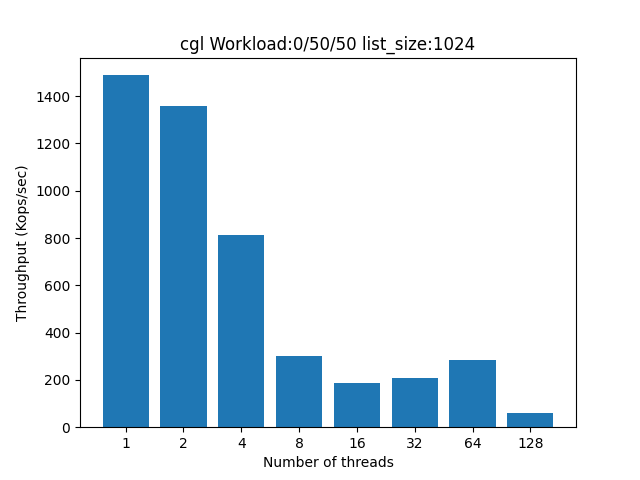 cgl Workload:0/50/50 list_size:1024
Throughput (Kops/sec)
1400
1200
1000
800
600
400
200
0
1 2 4 8 16 32 64 128
Number of threads